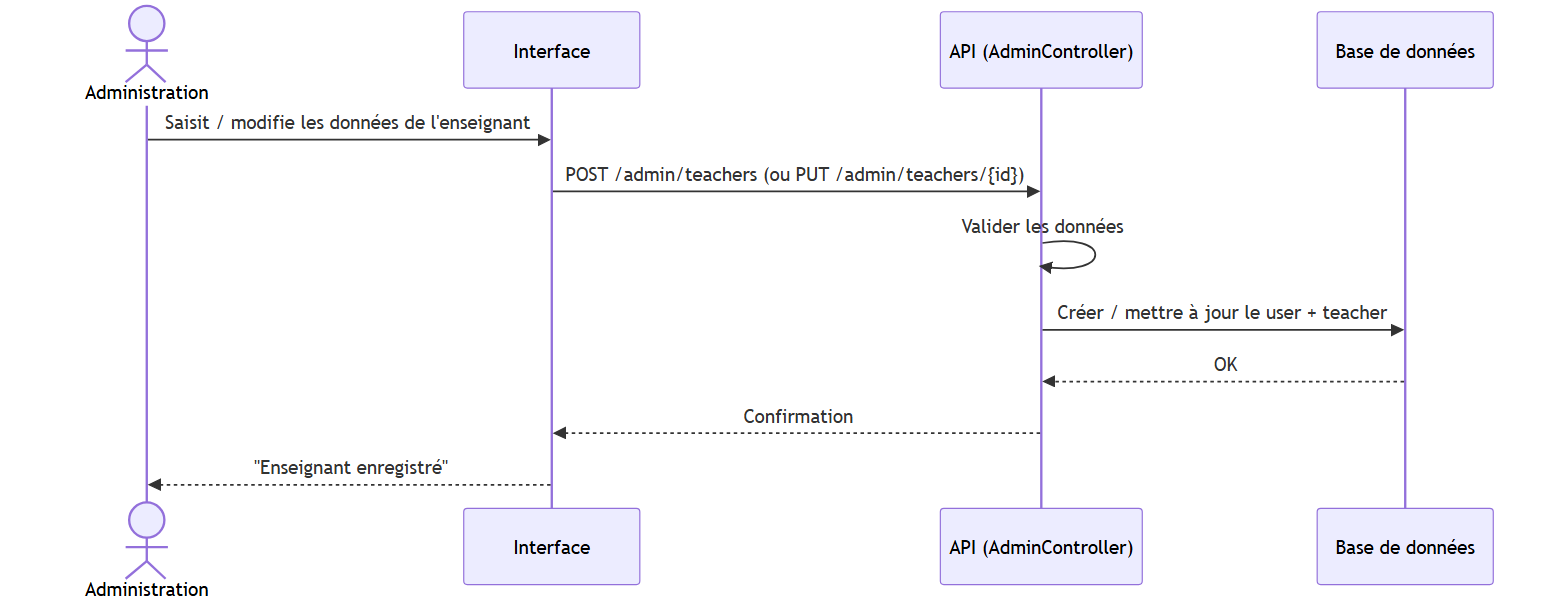 Administration
Interface
API (AdminController)
Base de données
Saisit / modifie les données de l'enseignant
POST /admin/teachers (ou PUT /admin/teachers/{id})
Valider les données
Créer / mettre à jour le user + teacher
OK
Confirmation
"Enseignant enregistré"
Administration
Interface
API (AdminController)
Base de données